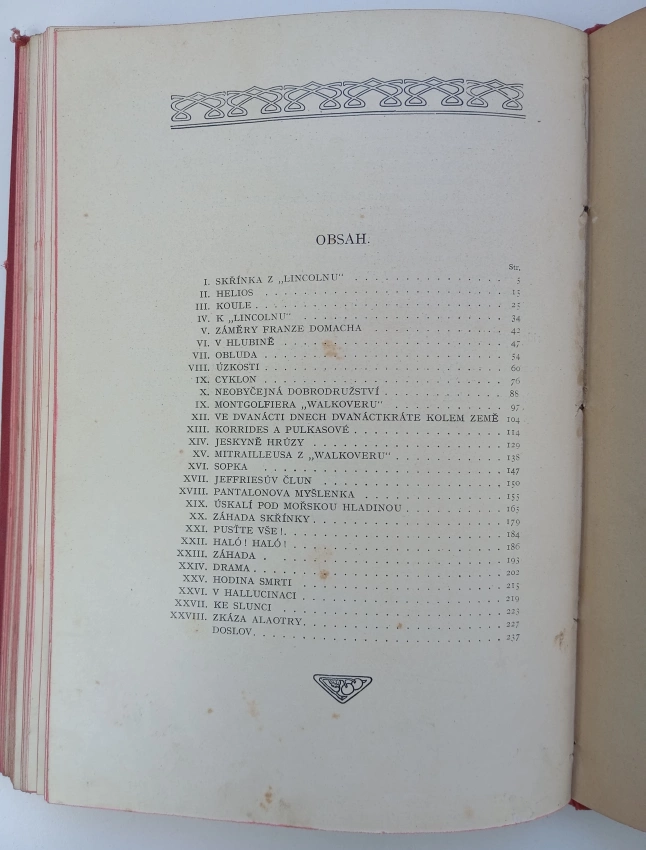 OBSAH.
Str.
I. SKŘÍNKA Z „LINCOLNU" . . . . . . . . . . . . 5
II. HELIOS . . . . . . . . . . . . . . . . . . 15
III. KOULE . . . . . . . . . . . . . . . . . . 25
IV. K „LINCOLNU" . . . . . . . . . . . . . . . 34
V. ZÁMĚRY FRANZE DOMACHA . . . . . . . . . . . 42
VI. V HLUBINĚ . . . . . . . . . . . . . . . . . 47
VII. OBLUDA . . . . . . . . . . . . . . . . . . 54
VIII. ÚZKOSTI . . . . . . . . . . . . . . . . . 60
IX. CYKLON . . . . . . . . . . . . . . . . . . 76
X. NEOBYČEJNÁ DOBRODRUŽSTVÍ . . . . . . . . . . 88
IX. MONTGOLFIERA „WALKOVERU" . . . . . . . . . 97
XII. VE DVANÁCTI DNECH DVANÁCTKRÁTE KOLEM ZEMĚ 104
XIII. KORRIDES A PULKASOVÉ . . . . . . . . . . . 114
XIV. JESKYNĚ HRŮZY . . . . . . . . . . . . . . 129
XV. MITRAILLEUSA Z „WALKOVERU" . . . . . . . . 138
XVI. SOPKA . . . . . . . . . . . . . . . . . . 147
XVII. JEFFRIESŮV ČLUN . . . . . . . . . . . . . 150
XVIII. PANTALONOVA MYŠLENKA . . . . . . . . . . 155
XIX. ÚSKALÍ POD MOŘSKOU HLADINOU . . . . . . . 165
XX. ZÁHADA SKŘÍNKY . . . . . . . . . . . . . . 179
XXI. PUSŤTE VŠE! . . . . . . . . . . . . . . . 184
XXII. HALÓ! HALÓ! . . . . . . . . . . . . . . . 186
XXIII. ZÁHADA . . . . . . . . . . . . . . . . . 193
XXIV. DRAMA . . . . . . . . . . . . . . . . . . 202
XXV. HODINA SMRTI . . . . . . . . . . . . . . . 215
XXVI. V HALLUCINACI . . . . . . . . . . . . . . 219
XXVII. KE SLUNCI . . . . . . . . . . . . . . . 223
XXVIII. ZKÁZA ALAOTRY . . . . . . . . . . . . . 227
DOSLOV . . . . . . . . . . . . . . . . . . . . 237